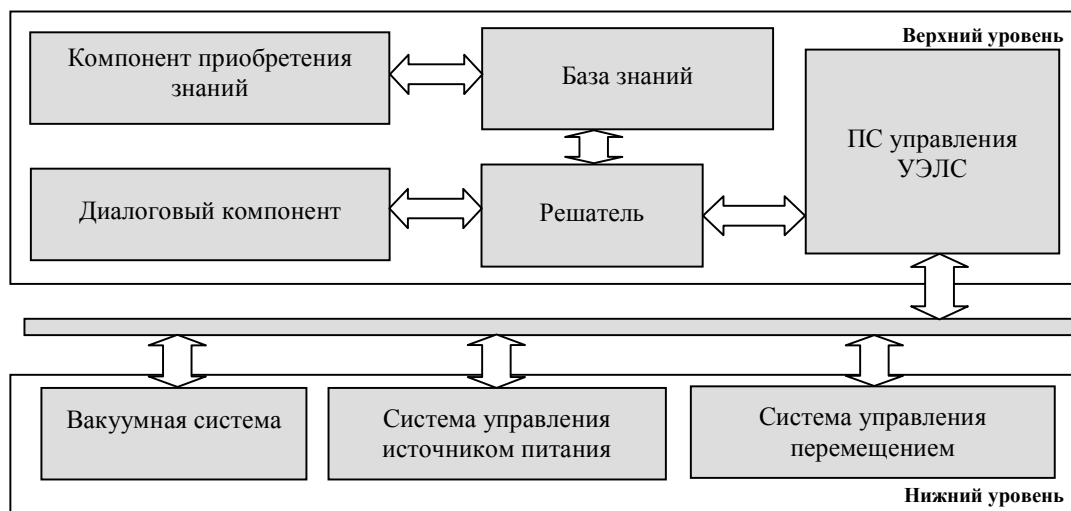 Верхний уровень
Компонент приобретения
знаний
База знаний
ПС управления
УЭЛС
Диалоговый компонент
Решатель
Вакуумная система
Система управления
источником питания
Система управления
перемещением
Нижний уровень